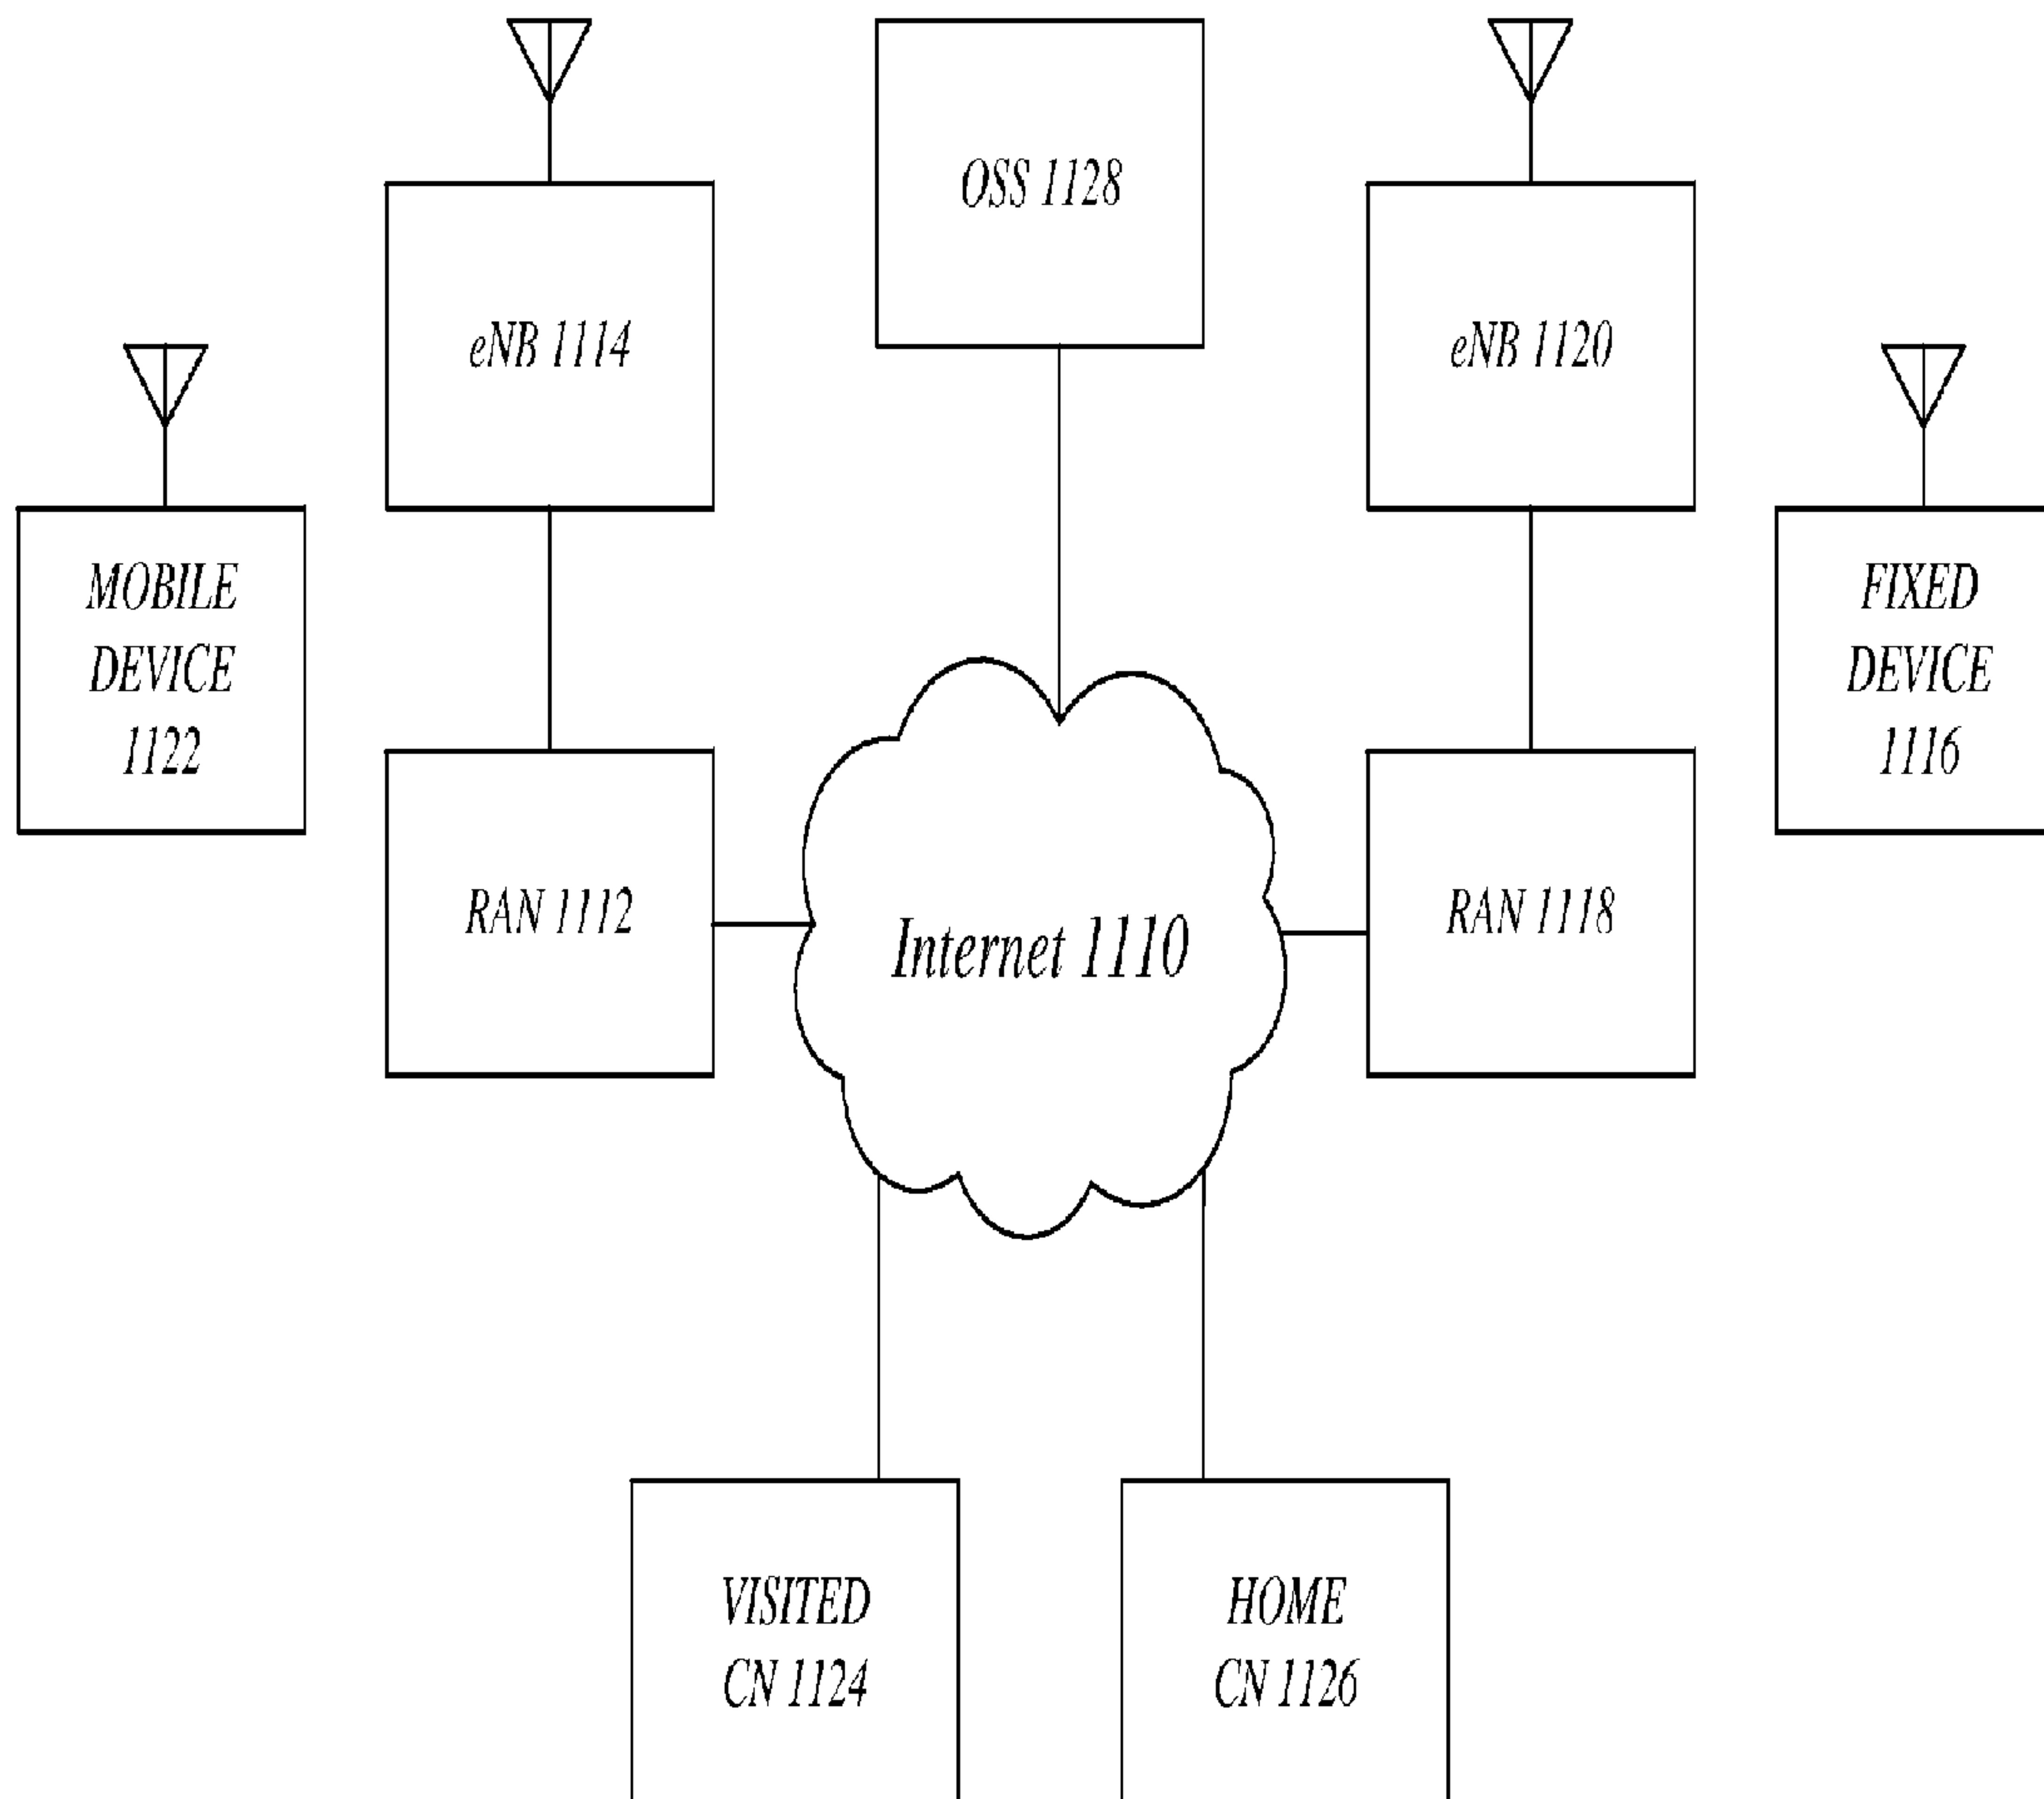 OSS 1128
eNB 1114
eNB 1120
MOBILE
DEVICE
1122
FIXED
DEVICE
1116
RAN 1112
Internet 1110
RAN 1118
VISITED
CN 1124
HOME
CN 1126